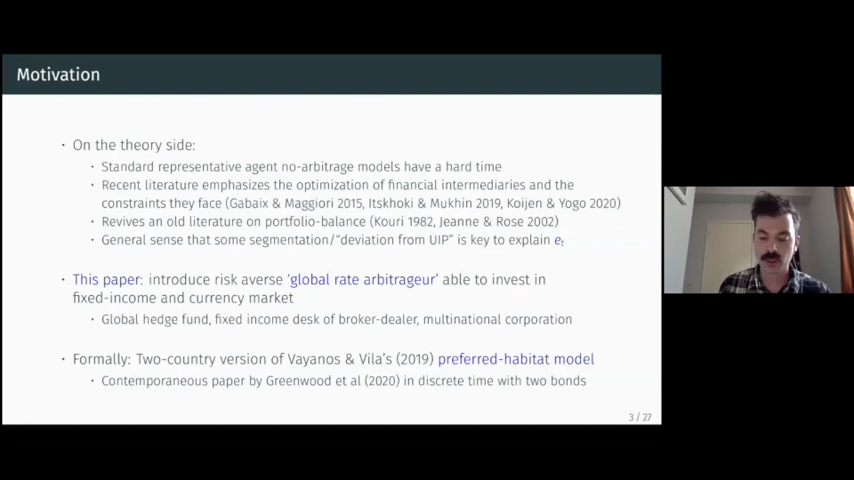 Motivation
• On the theory side:
• Standard representative agent no-arbitrage models have a hard time
• Recent literature emphasizes the optimization of financial intermediaries and the
constraints they face (Gabaix & Maggiori 2015, Itskhoki & Mukhin 2019, Koijen & Yogo 2020)
• Revives an old literature on portfolio-balance (Kouri 1982, Jeanne & Rose 2002)
• General sense that some segmentation/“deviation from UIP” is key to explain eₜ
• This paper: introduce risk averse ‘global rate arbitrageur’ able to invest in
fixed-income and currency market
• Global hedge fund, fixed income desk of broker-dealer, multinational corporation
• Formally: Two-country version of Vayanos & Vila’s (2019) preferred-habitat model
• Contemporaneous paper by Greenwood et al (2020) in discrete time with two bonds
3 / 27